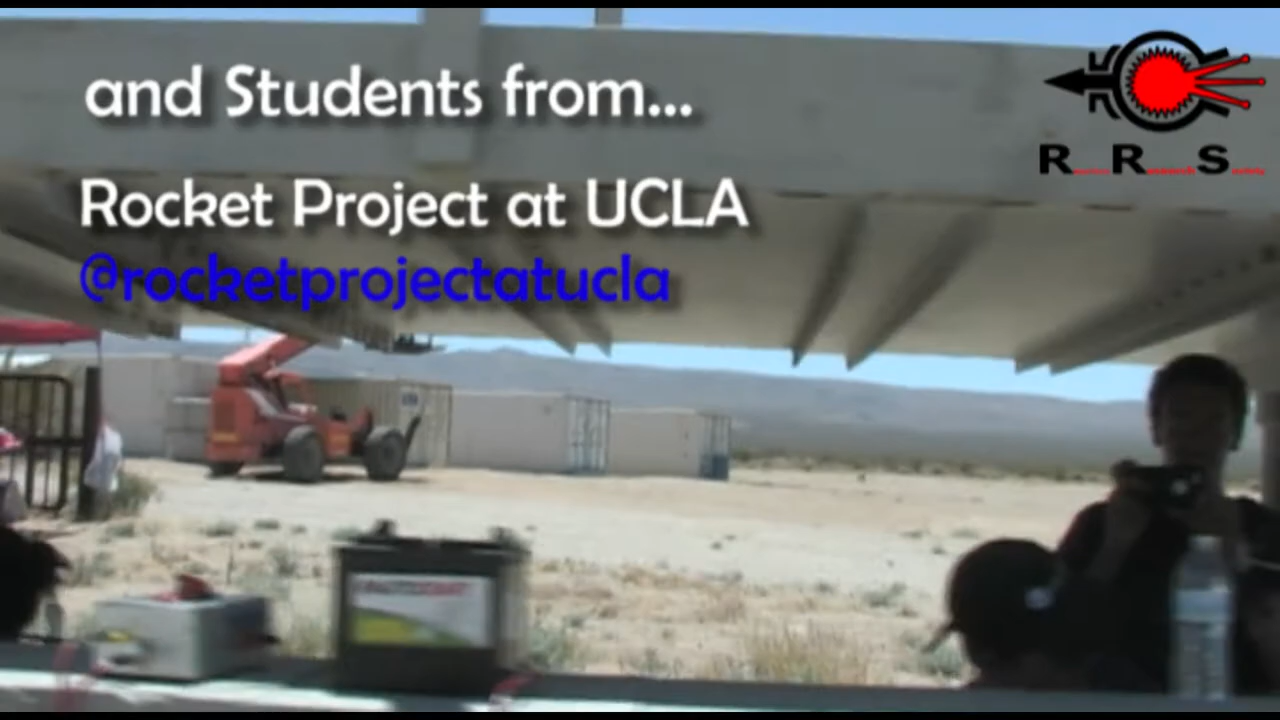 and Students from...
Rocket Project at UCLA
@rocketprojectatucla
R R S